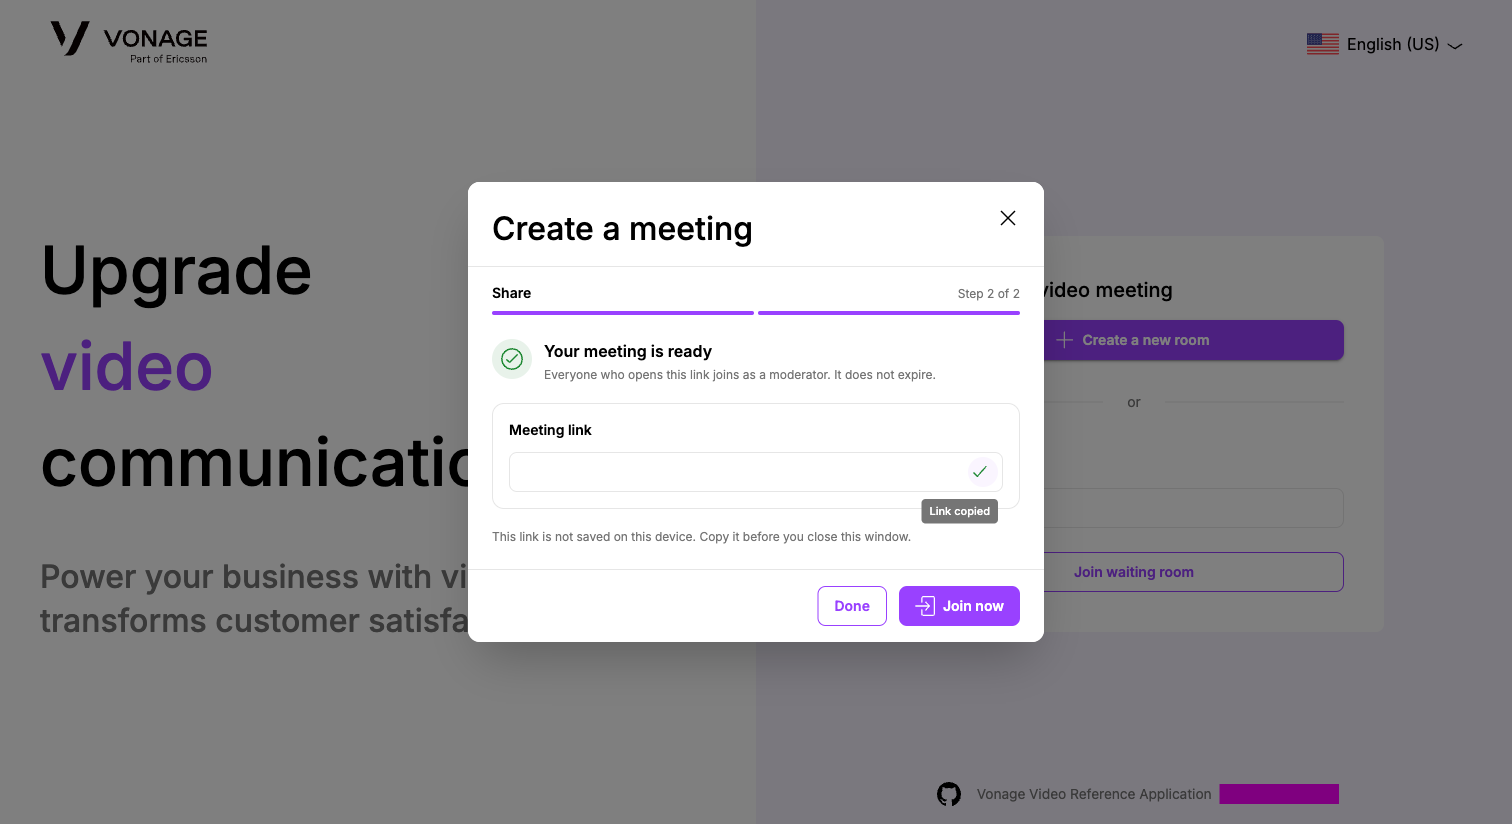 VONAGE
Part of Ericsson
English (US)
Upgrade
video
communicatio
Power your business with vi
transforms customer satisfa
Create a meeting
Share
Step 2 of 2
Your meeting is ready
Everyone who opens this link joins as a moderator. It does not expire.
Meeting link
Link copied
This link is not saved on this device. Copy it before you close this window.
Done
Join now
video meeting
Create a new room
or
Join waiting room
Vonage Video Reference Application